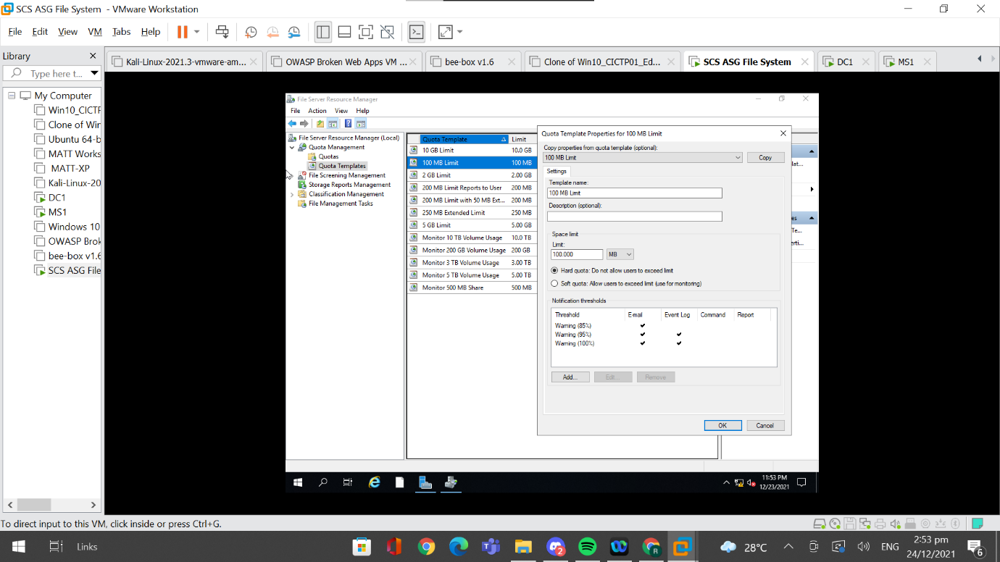 SCS ASG File System - VMware Workstation
File Edit View VM Tabs Help
Library
Type here t...
My Computer
Win10_CICTF
Clone of Wir
Ubuntu 64-b
MATT Works
MATT-XP
Kali-Linux-20
DC1
MS1
Windows 10
OWASP Brok
bee-box v1.6
SCS ASG File
Kali-Linux-2021.3-vmware-am...
OWASP Broken Web Apps VM ...
bee-box v1.6
Clone of Win10_CICTP01_Ed...
SCS ASG File System
DC1
MS1
File Server Resource Manager
File Action View Help
File Server Resource Manager (Local)
Quota Management
Quotas
Quota Templates
File Screening Management
Storage Reports Management
Classification Management
File Management Tasks
Quota Template Limit
10 GB Limit 10.0 GB
100 MB Limit 100 MB
2 GB Limit 2.00 GB
200 MB Limit Reports to User 200 MB
200 MB Limit with 50 MB Ext... 200 MB
250 MB Extended Limit 250 MB
5 GB Limit 5.00 GB
Monitor 10 TB Volume Usage 10.0 TB
Monitor 200 GB Volume Usage 200 GB
Monitor 3 TB Volume Usage 3.00 TB
Monitor 5 TB Volume Usage 5.00 TB
Monitor 500 MB Share 500 MB
Quota Template Properties for 100 MB Limit
Copy properties from quota template (optional):
100 MB Limit
Copy
Settings
Template name:
100 MB Limit
Description (optional):
Space limit
Limit:
100.000 MB
Hard quota: Do not allow users to exceed limit
Soft quota: Allow users to exceed limit (use for monitoring)
Notification thresholds
Threshold E-mail Event Log Command Report
Warning (85%)
Warning (95%)
Warning (100%)
Add... Edit... Remove
OK Cancel
lat...
es
Te...
erti...
11:53 PM
12/23/2021
To direct input to this VM, click inside or press Ctrl+G.
Links
2
R
28°C
ENG
2:53 pm
24/12/2021
6